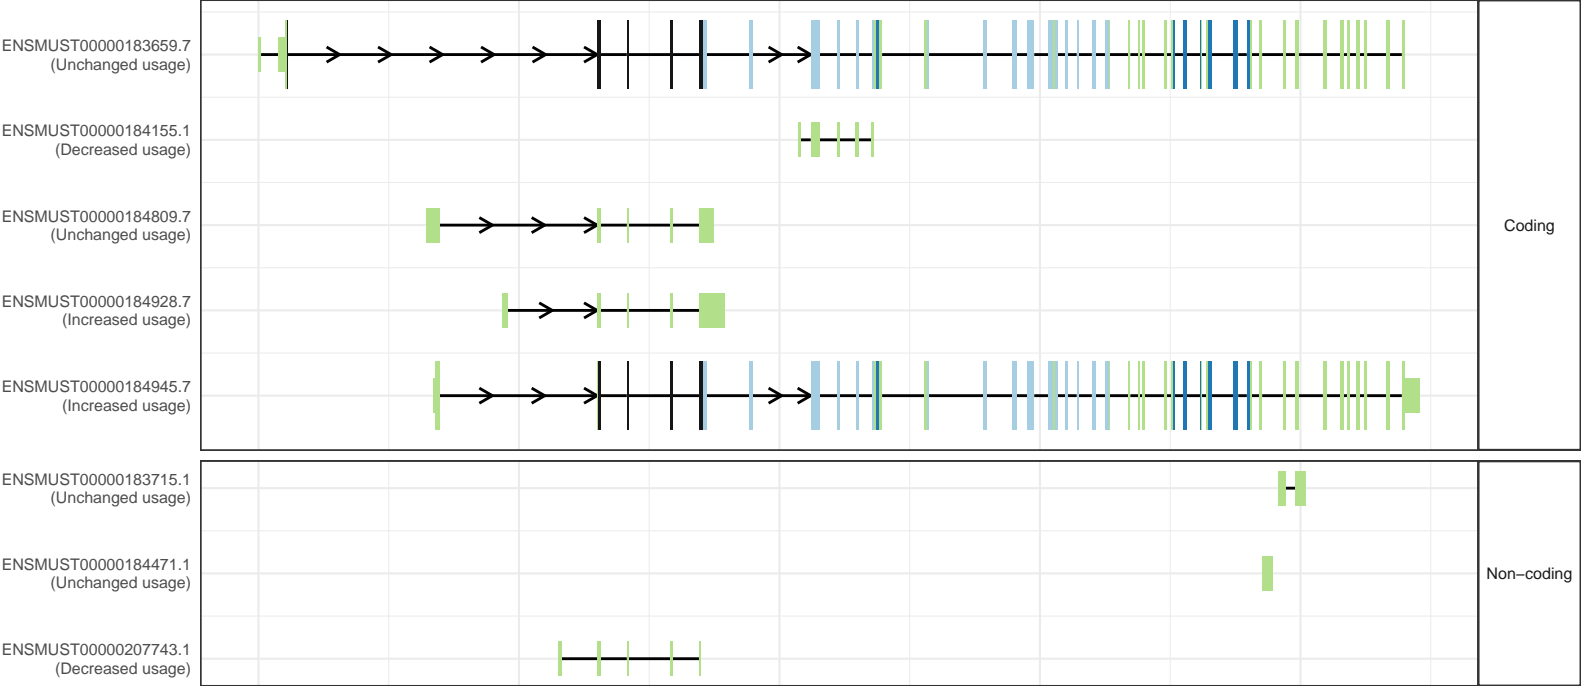 ENSMUST00000183659.7
(Unchanged usage)
ENSMUST00000184155.1
(Decreased usage)
ENSMUST00000184809.7
(Unchanged usage)
ENSMUST00000184928.7
(Increased usage)
ENSMUST00000184945.7
(Increased usage)
Coding
ENSMUST00000183715.1
(Unchanged usage)
ENSMUST00000184471.1
(Unchanged usage)
ENSMUST00000207743.1
(Decreased usage)
Non−coding